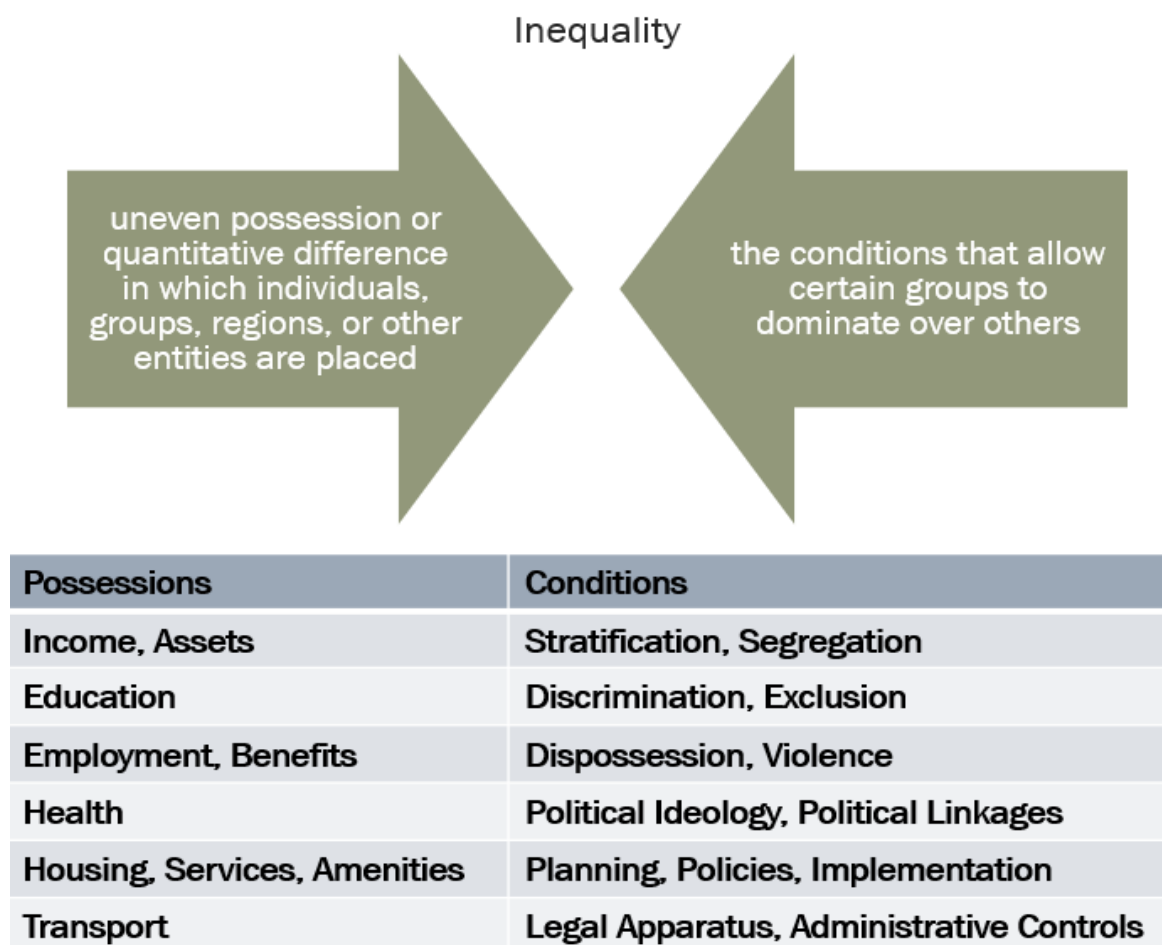 Inequality
uneven possession or
quantitative difference
in which individuals,
groups, regions, or other
entities are placed
the conditions that allow
certain groups to
dominate over others
Possessions Conditions
Income, Assets Stratification, Segregation
Education Discrimination, Exclusion
Employment, Benefits Dispossession, Violence
Health Political Ideology, Political Linkages
Housing, Services, Amenities Planning, Policies, Implementation
Transport Legal Apparatus, Administrative Controls